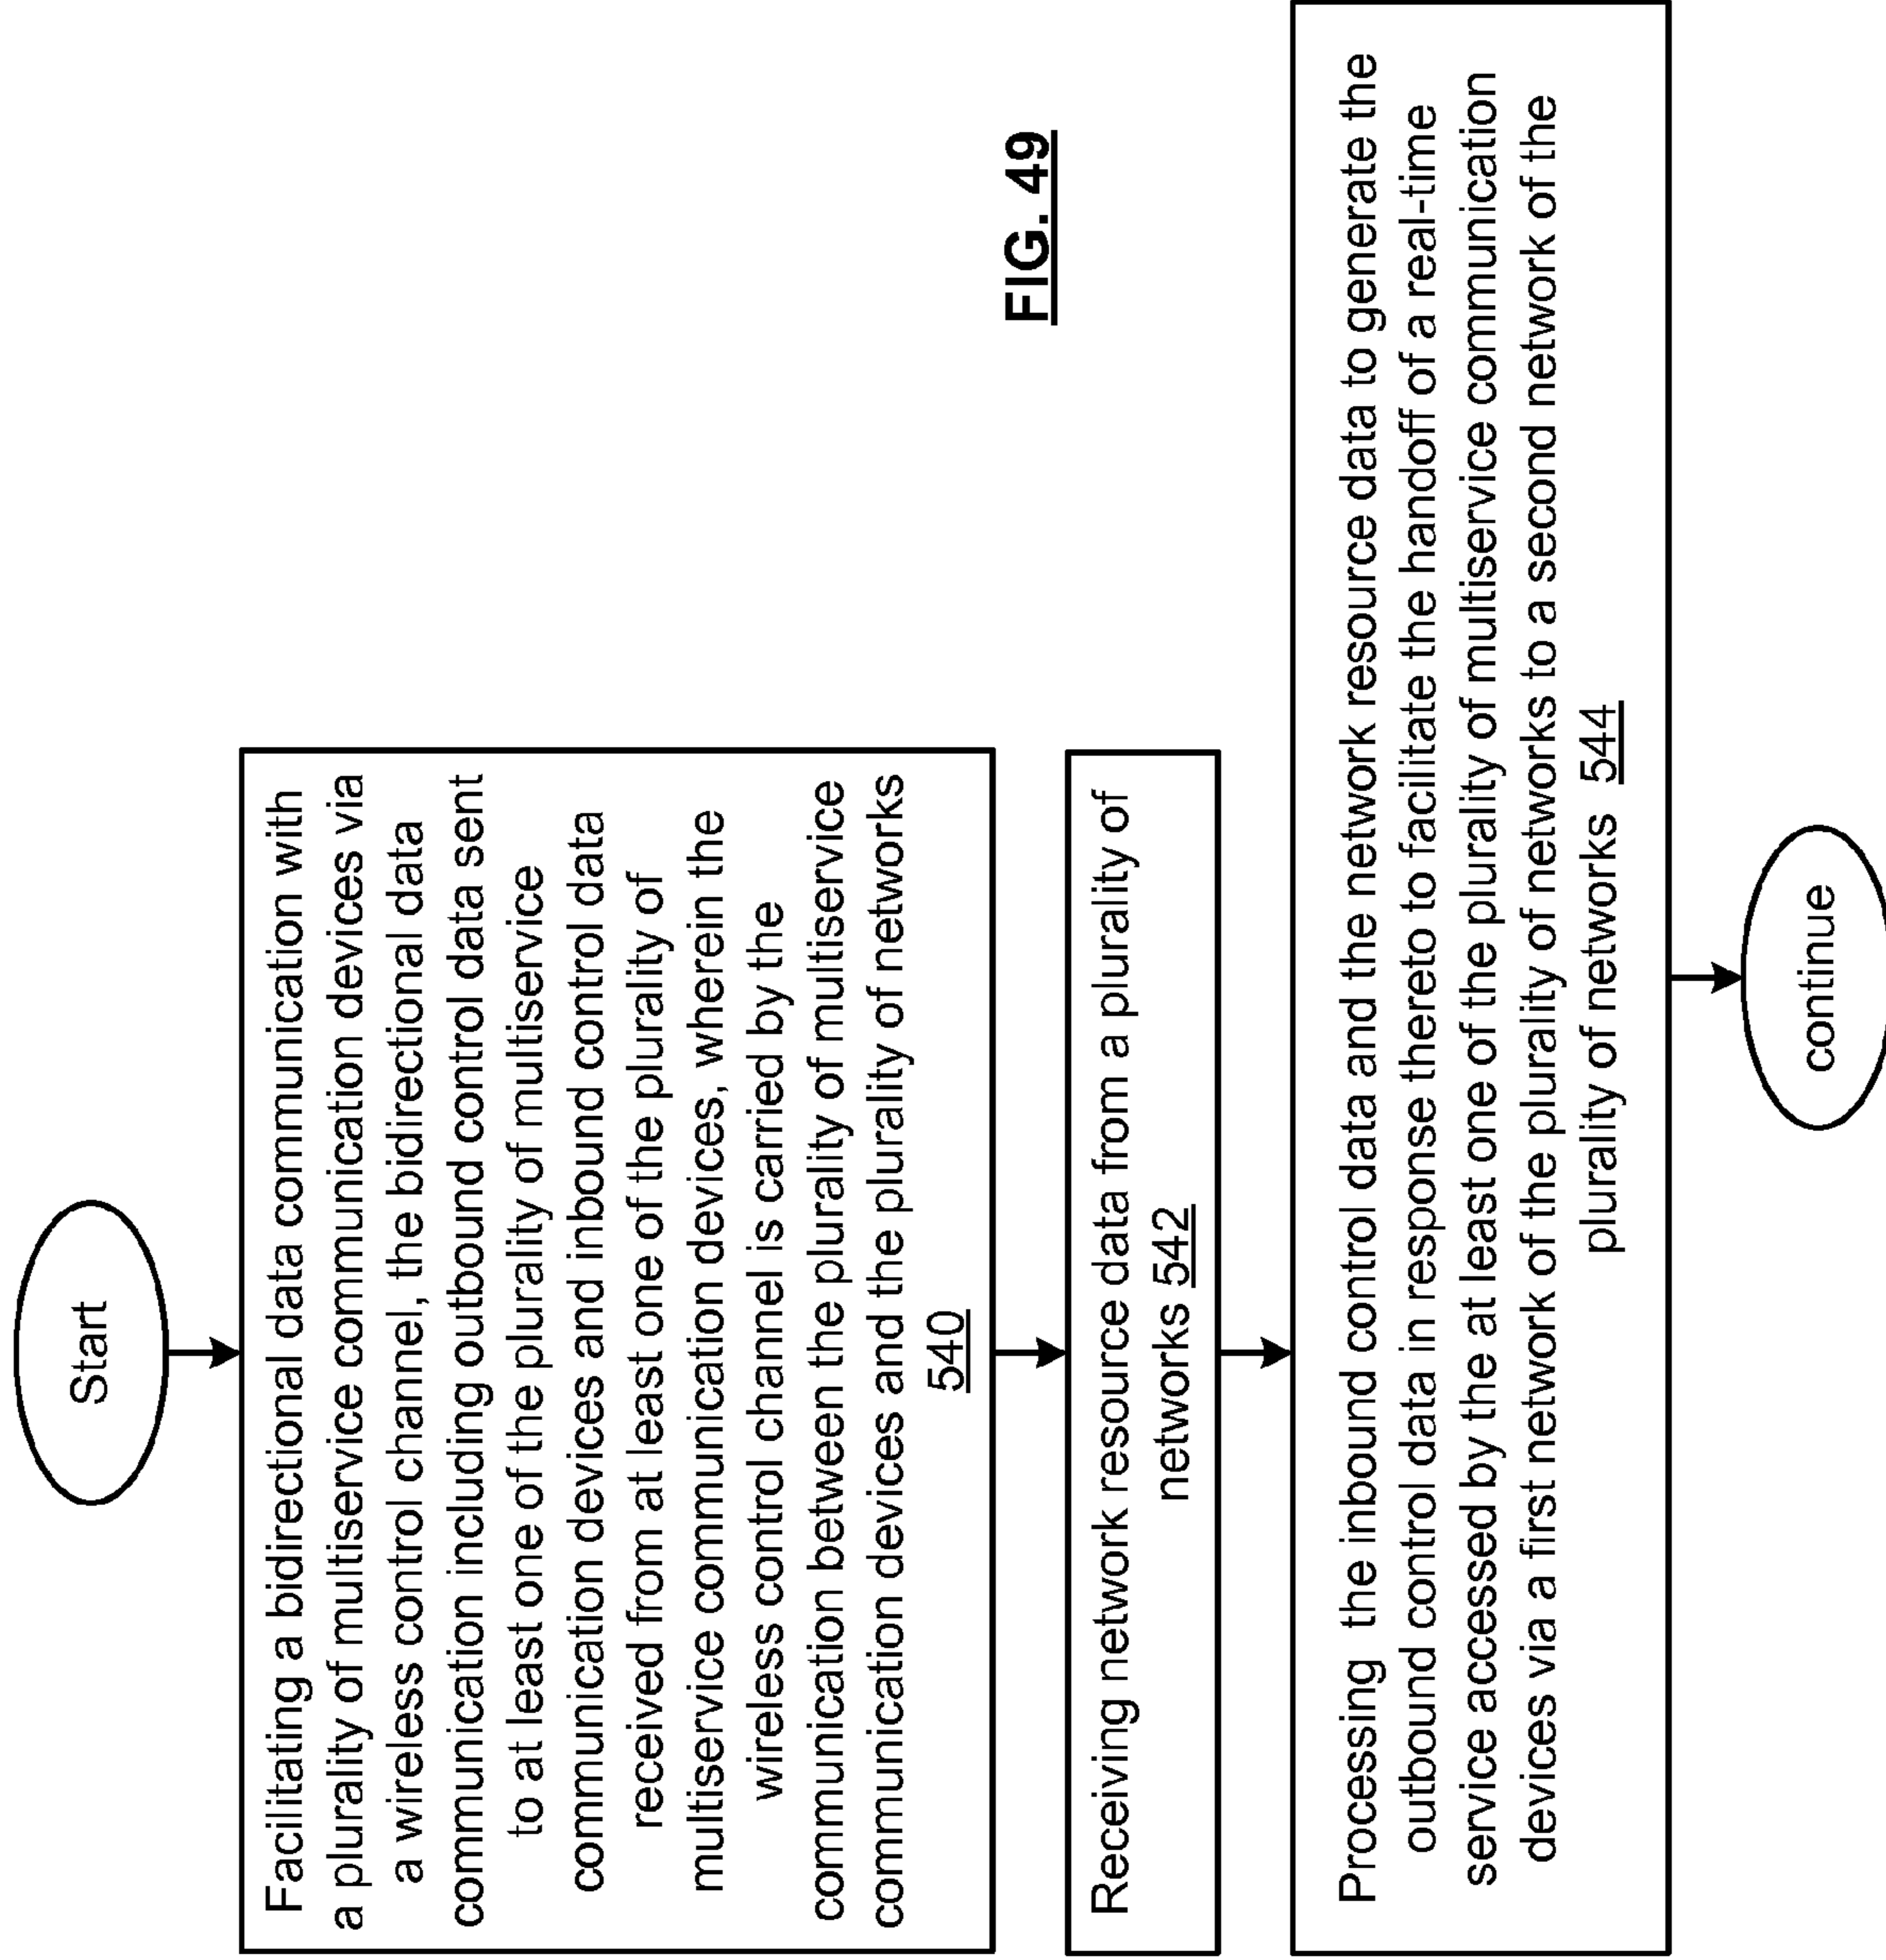 Start
Facilitating a bidirectional data communication with
a plurality of multiservice communication devices via
a wireless control channel, the bidirectional data
communication including outbound control data sent
to at least one of the plurality of multiservice
communication devices and inbound control data
received from at least one of the plurality of
multiservice communication devices, wherein the
wireless control channel is carried by the
communication between the plurality of multiservice
communication devices and the plurality of networks
540
Receiving network resource data from a plurality of
networks 542
Processing the inbound control data and the network resource data to generate the
outbound control data in response thereto to facilitate the handoff of a real-time
service accessed by the at least one of the plurality of multiservice communication
devices via a first network of the plurality of networks to a second network of the
plurality of networks 544
continue
FIG. 49